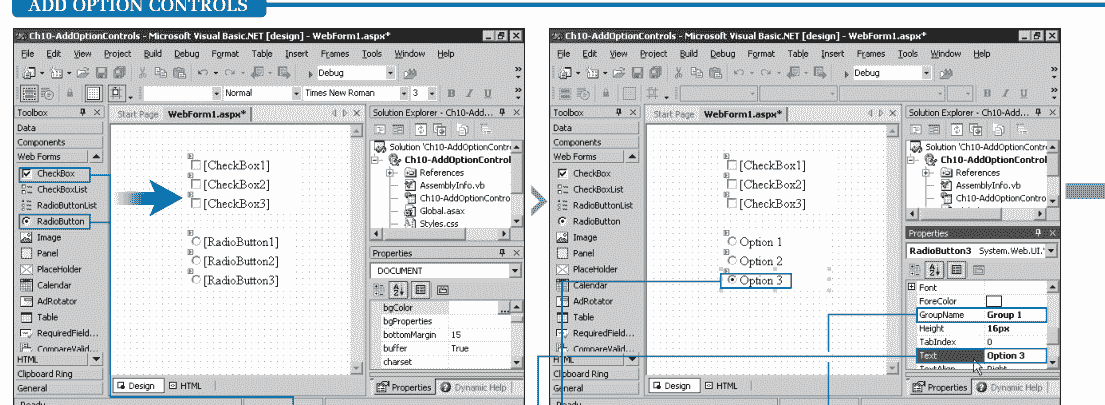 ADD OPTION CONTROLS
Ch10-AddOptionControls - Microsoft Visual Basic.NET [design] - WebForm1.aspx*
File Edit View Project Build Debug Format Table Insert Frames Tools Window Help
Debug
Normal Times New Roman 3 B I U
Toolbox
Data
Components
Web Forms
CheckBox
CheckBoxList
RadioButtonList
RadioButton
Image
Panel
PlaceHolder
Calendar
AdRotator
Table
RequiredField...
CompareValid...
HTML
Clipboard Ring
General
Start Page WebForm1.aspx*
[CheckBox1]
[CheckBox2]
[CheckBox3]
[RadioButton1]
[RadioButton2]
[RadioButton3]
Design HTML
Solution Explorer - Ch10-Add...
Solution 'Ch10-AddOptionContr
Ch10-AddOptionControl
References
AssemblyInfo.vb
Ch10-AddOptionContro
Global.asax
Styles.css
Properties
DOCUMENT
bgColor
bgProperties
bottomMargin 15
buffer True
charset
Properties Dynamic Help
Ready
Ch10-AddOptionControls - Microsoft Visual Basic.NET [design] - WebForm1.aspx*
File Edit View Project Build Debug Format Table Insert Frames Tools Window Help
Debug
B I U
Toolbox
Data
Components
Web Forms
CheckBox
CheckBoxList
RadioButtonList
RadioButton
Image
Panel
PlaceHolder
Calendar
AdRotator
Table
RequiredField...
CompareValid...
HTML
Clipboard Ring
General
Start Page WebForm1.aspx*
[CheckBox1]
[CheckBox2]
[CheckBox3]
Option 1
Option 2
Option 3
Design HTML
Solution Explorer - Ch10-Add...
Solution 'Ch10-AddOptionContr
Ch10-AddOptionControl
References
AssemblyInfo.vb
Ch10-AddOptionContro
Properties
RadioButton3 System.Web.UI.
Font
ForeColor
GroupName Group 1
Height 16px
TabIndex 0
Text Option 3
TextAlign Right
Properties Dynamic Help
Ready